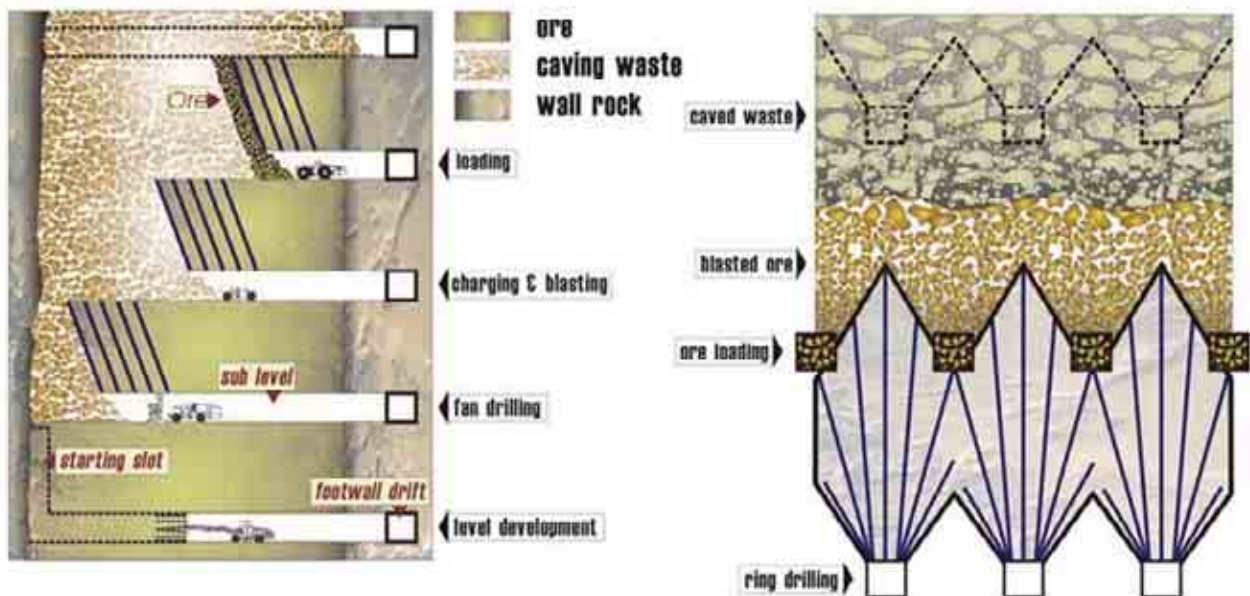 ore
caving waste
wall rock
Ore
loading
charging & blasting
sub level
fan drilling
starting slot
footwall drift
level development
caved waste
blasted ore
ore loading
ring drilling